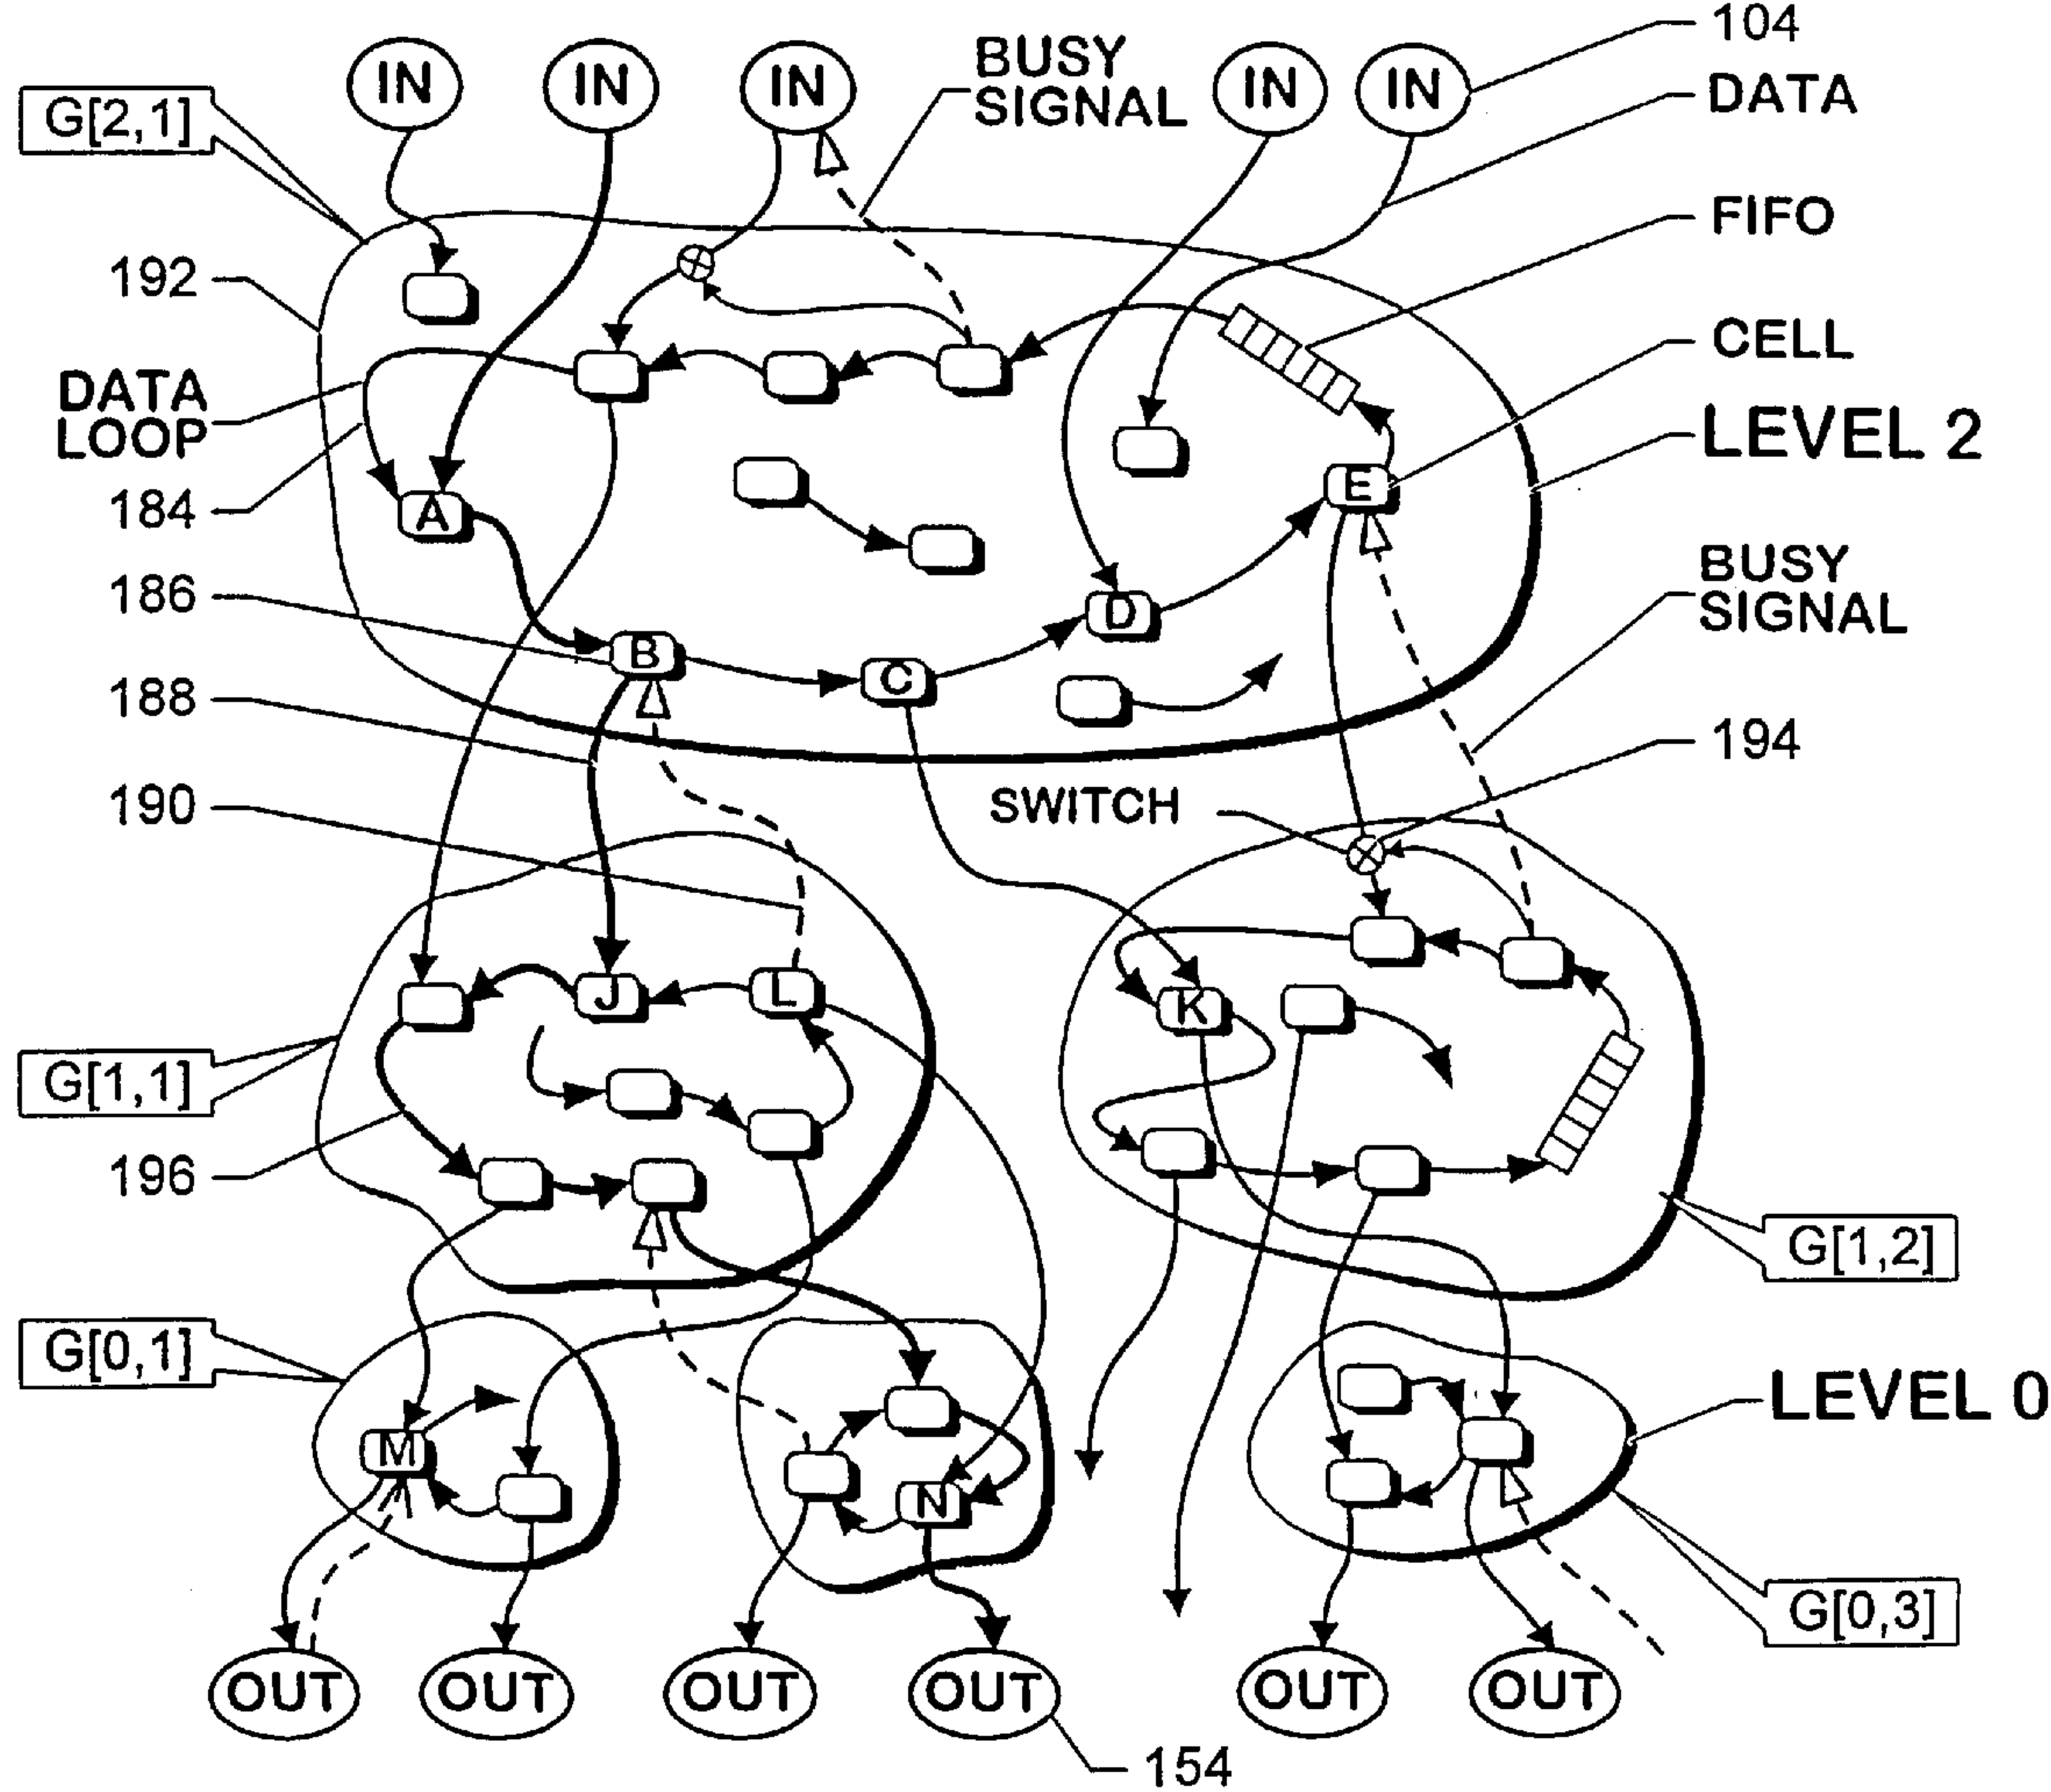 104
IN
IN
IN
BUSY
SIGNAL
IN
IN
DATA
G[2,1]
FIFO
192
CELL
DATA
LOOP
LEVEL 2
184
A
E
BUSY
SIGNAL
186
D
B
C
188
194
SWITCH
190
J
L
K
G[1,1]
196
G[1,2]
G[0,1]
LEVEL 0
M
N
G[0,3]
OUT
OUT
OUT
OUT
OUT
OUT
154